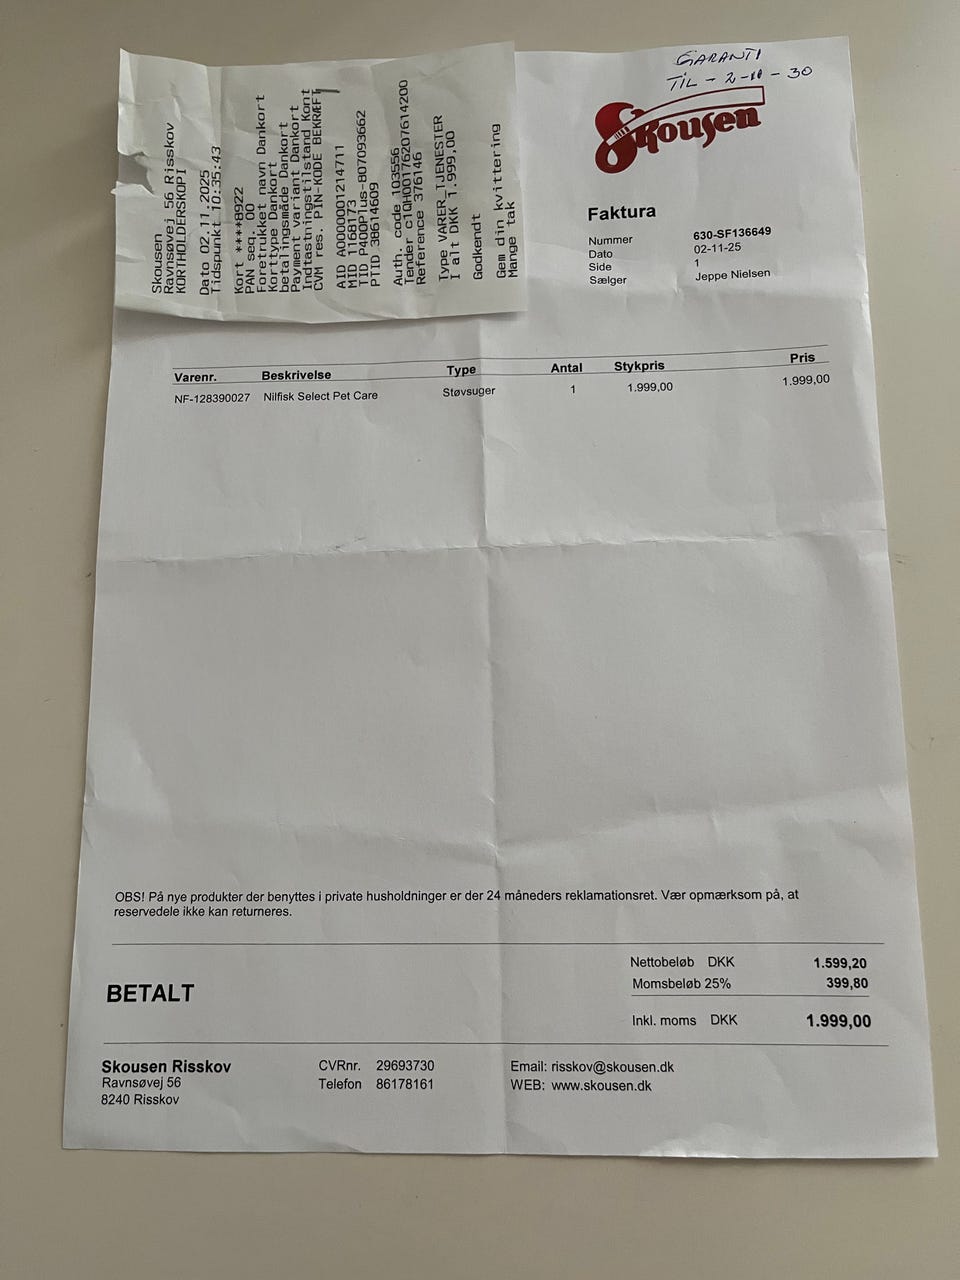 GARANTI
TIL - 2-11-30
Skousen
Skousen
Ravnsøvej 56 Risskov
KORTHOLDERSKOPI
Dato 02.11.2025
Tidspunkt 10:35:43
Kort ****8922
PAN seq. 00
Foretrukket navn Dankort
Korttype Dankort
betalingsmåde Dankort
Payment variant Dankort
Indtastningstilstand Kont
CVM res. PIN-KODE BEKRÆFT
AID A0000001214711
MID 1168173
TID P400Plus-807093662
PTID 38614609
Auth. code 103556
Tender c1QH00176207614200
Reference 376146
Type VARER_TJENESTER
I alt DKK 1.999,00
Godkendt
Gem din kvittering
Mange tak
Faktura
Nummer 630-SF136649
Dato 02-11-25
Side 1
Sælger Jeppe Nielsen
Varenr. Beskrivelse Type Antal Stykpris Pris
NF-128390027 Nilfisk Select Pet Care Støvsuger 1 1.999,00 1.999,00
OBS! På nye produkter der benyttes i private husholdninger er der 24 måneders reklamationsret. Vær opmærksom på, at
reservedele ikke kan returneres.
Nettobeløb DKK 1.599,20
BETALT
Momsbeløb 25% 399,80
Inkl. moms DKK 1.999,00
Skousen Risskov CVRnr. 29693730 Email: risskov@skousen.dk
Ravnsøvej 56 Telefon 86178161 WEB: www.skousen.dk
8240 Risskov